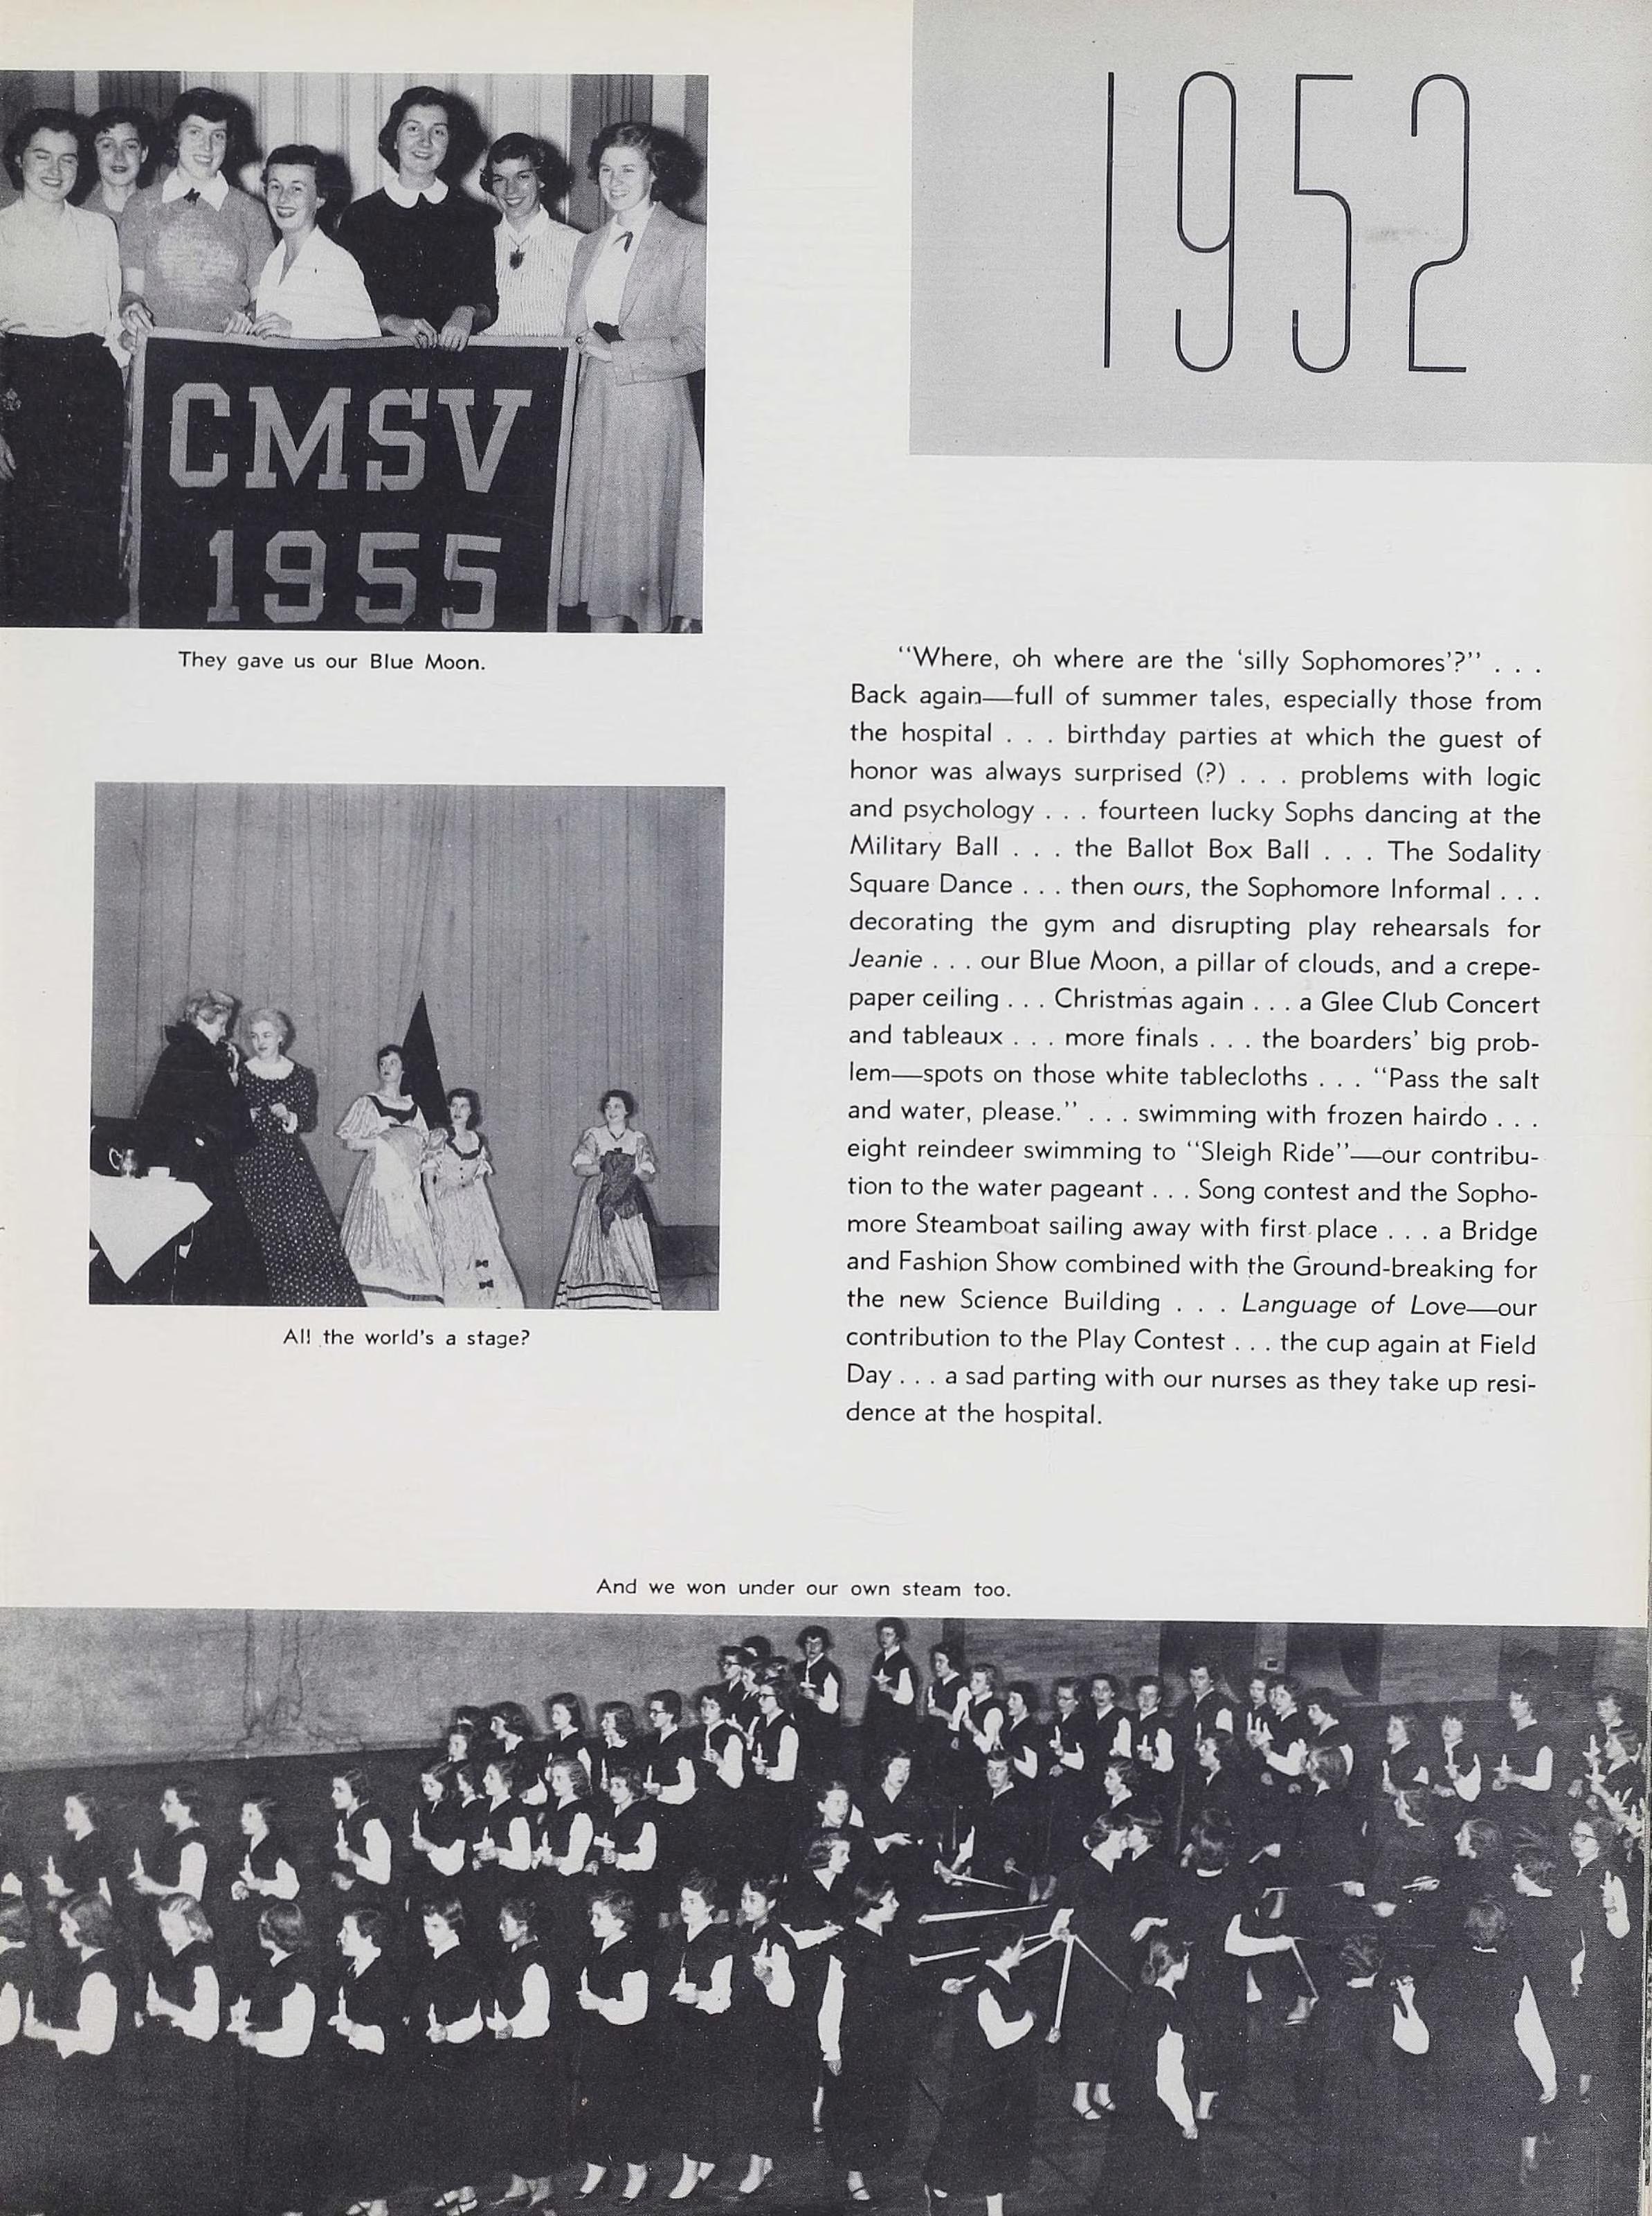 1952
CMSV
1955
They gave us our Blue Moon.
“Where, oh where are the ‘silly Sophomores’?” . . .
Back again—full of summer tales, especially those from
the hospital . . . birthday parties at which the guest of
honor was always surprised (?) . . . problems with logic
and psychology . . . fourteen lucky Sophs dancing at the
Military Ball . . . the Ballot Box Ball . . . The Sodality
Square Dance . . . then ours, the Sophomore Informal . . .
decorating the gym and disrupting play rehearsals for
Jeanie . . . our Blue Moon, a pillar of clouds, and a crepe-
paper ceiling . . . Christmas again . . . a Glee Club Concert
and tableaux . . . more finals . . . the boarders’ big prob-
lem—spots on those white tablecloths . . . “Pass the salt
and water, please.” . . . swimming with frozen hairdo . . .
eight reindeer swimming to “Sleigh Ride”—our contribu-
tion to the water pageant . . . Song contest and the Sopho-
more Steamboat sailing away with first place . . . a Bridge
and Fashion Show combined with the Ground-breaking for
the new Science Building . . . Language of Love—our
contribution to the Play Contest . . . the cup again at Field
Day . . . a sad parting with our nurses as they take up resi-
dence at the hospital.
All the world's a stage?
And we won under our own steam too.